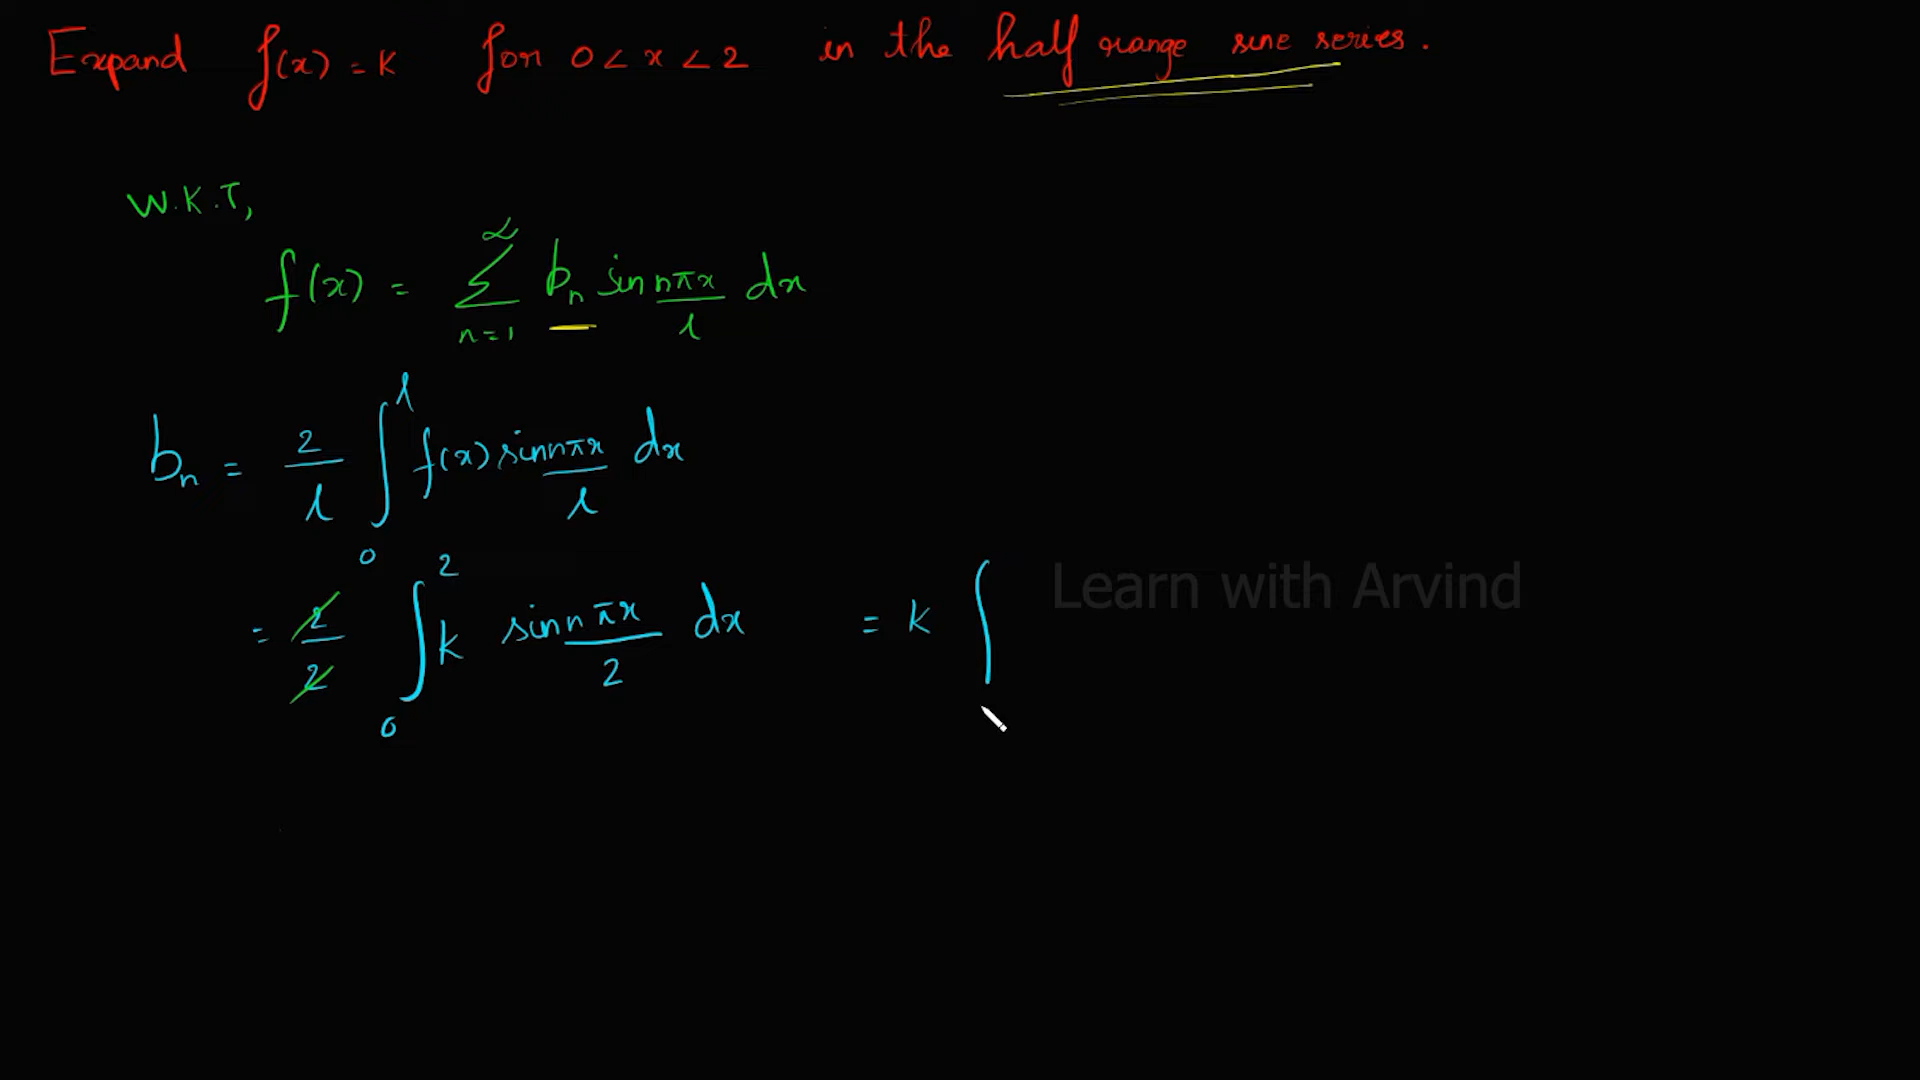 Expand f(x) = K for 0 < x < 2 in the half range sine series.
W.K.T,
f(x) = ∑_{n=1}^{∞} b_n sin nπx/l dx
b_n = 2/l ∫_0^l f(x) sin nπx/l dx
= 2/2 ∫_0^2 K sin nπx/2 dx = K ∫
Learn with Arvind